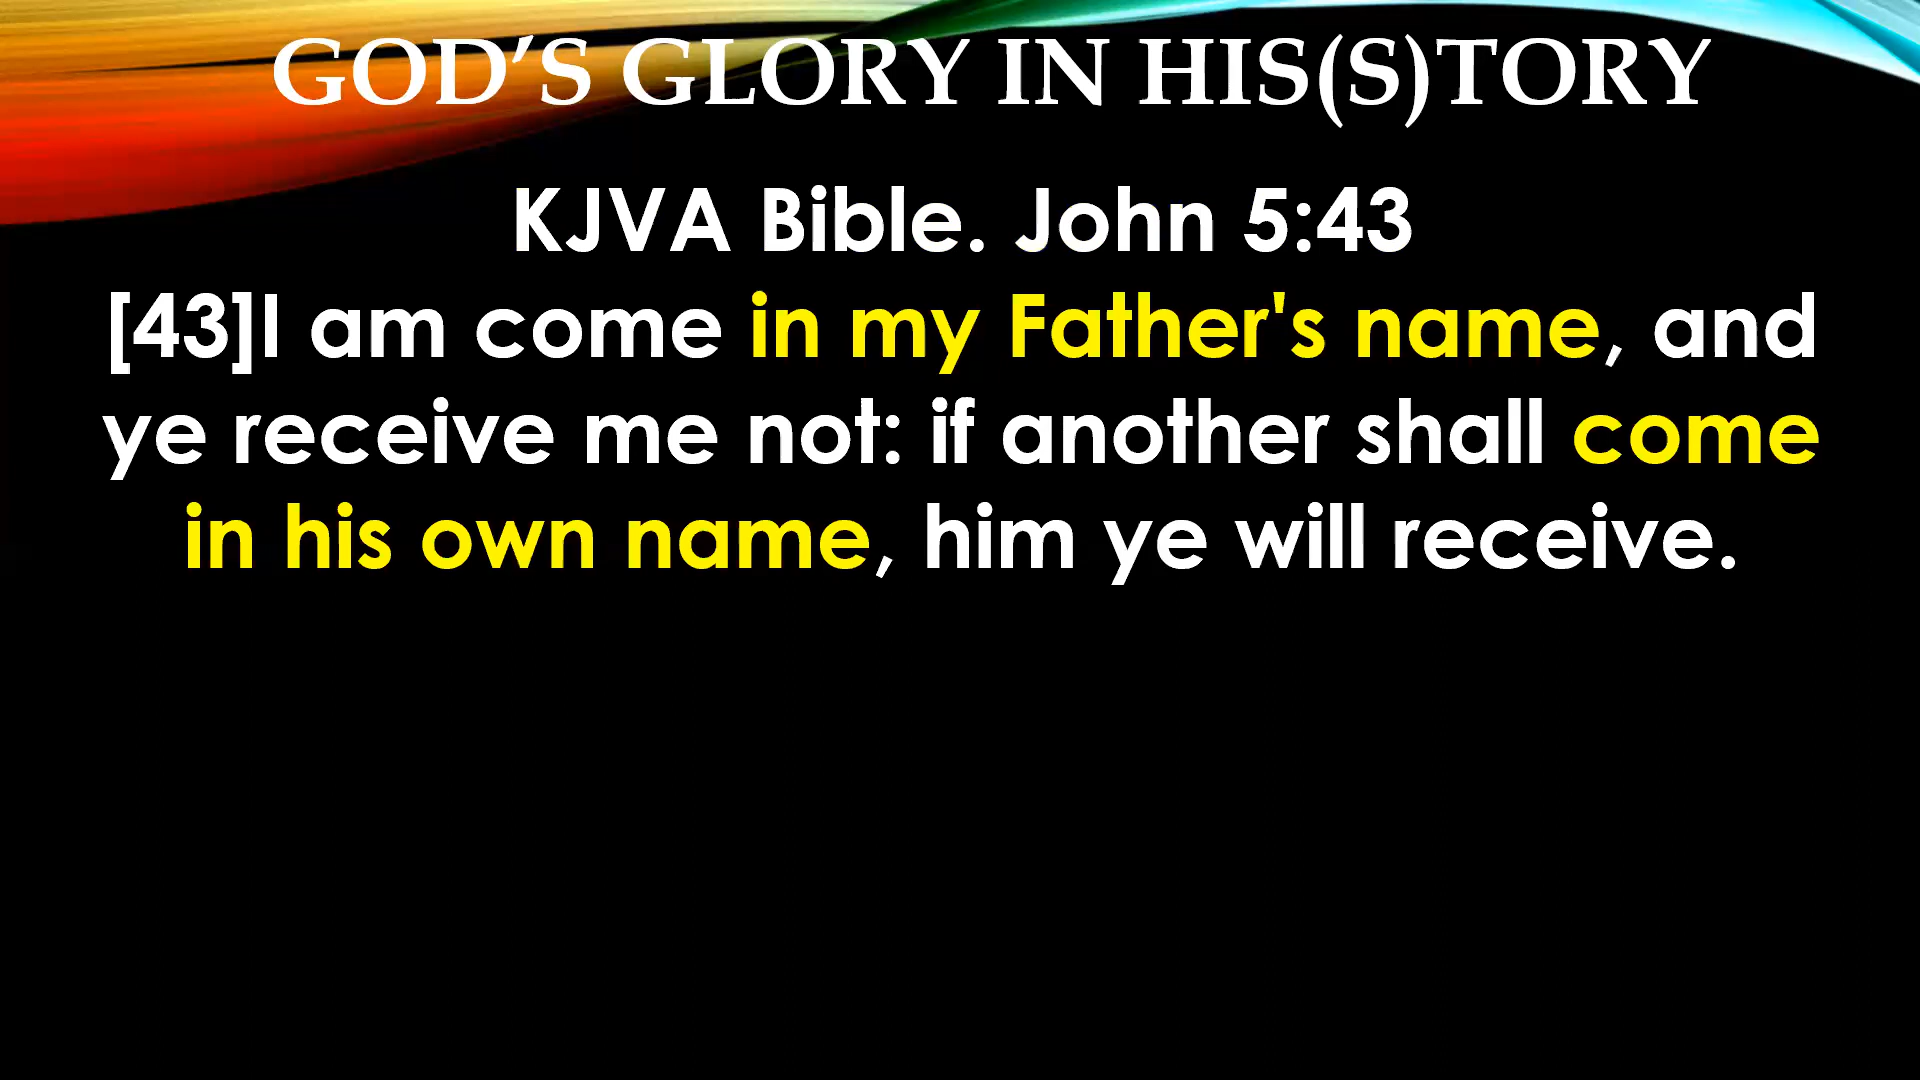 GOD’S GLORY IN HIS(S)TORY
KJVA Bible. John 5:43
[43]I am come in my Father's name, and
ye receive me not: if another shall come
in his own name, him ye will receive.